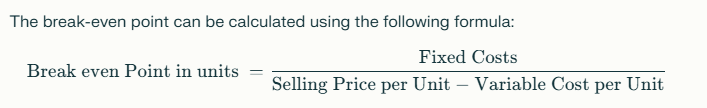 The break-even point can be calculated using the following formula:
Break even Point in units = Fixed Costs / Selling Price per Unit − Variable Cost per Unit